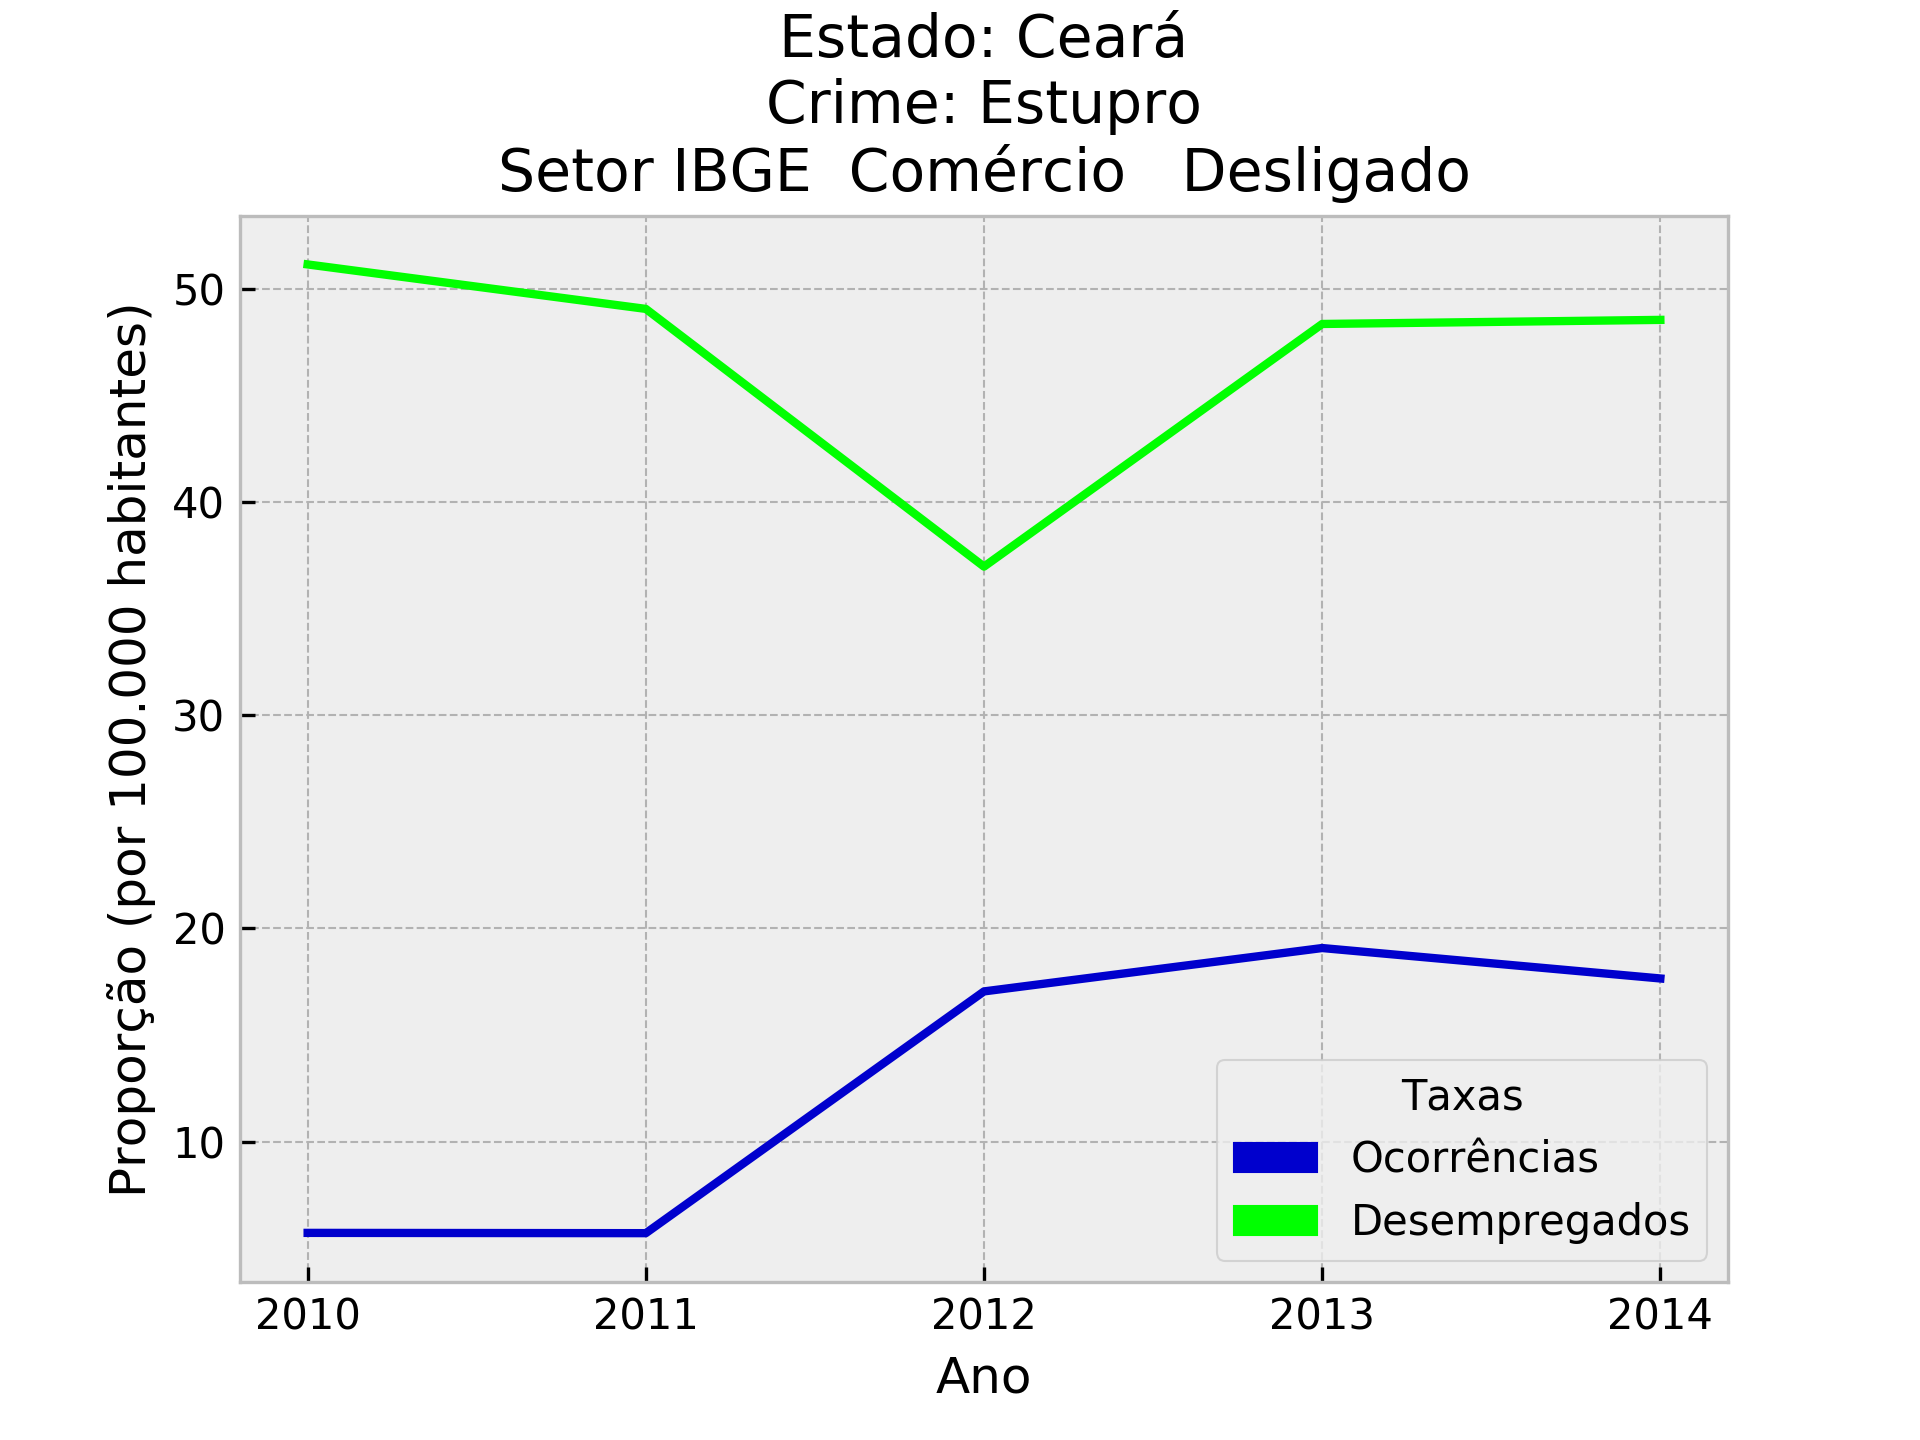 Estado: Ceará
Crime: Estupro
Setor IBGE  Comércio   Desligado
Proporção (por 100.000 habitantes)
50
40
30
20
10
Taxas
Ocorrências
Desempregados
2010
2011
2012
2013
2014
Ano